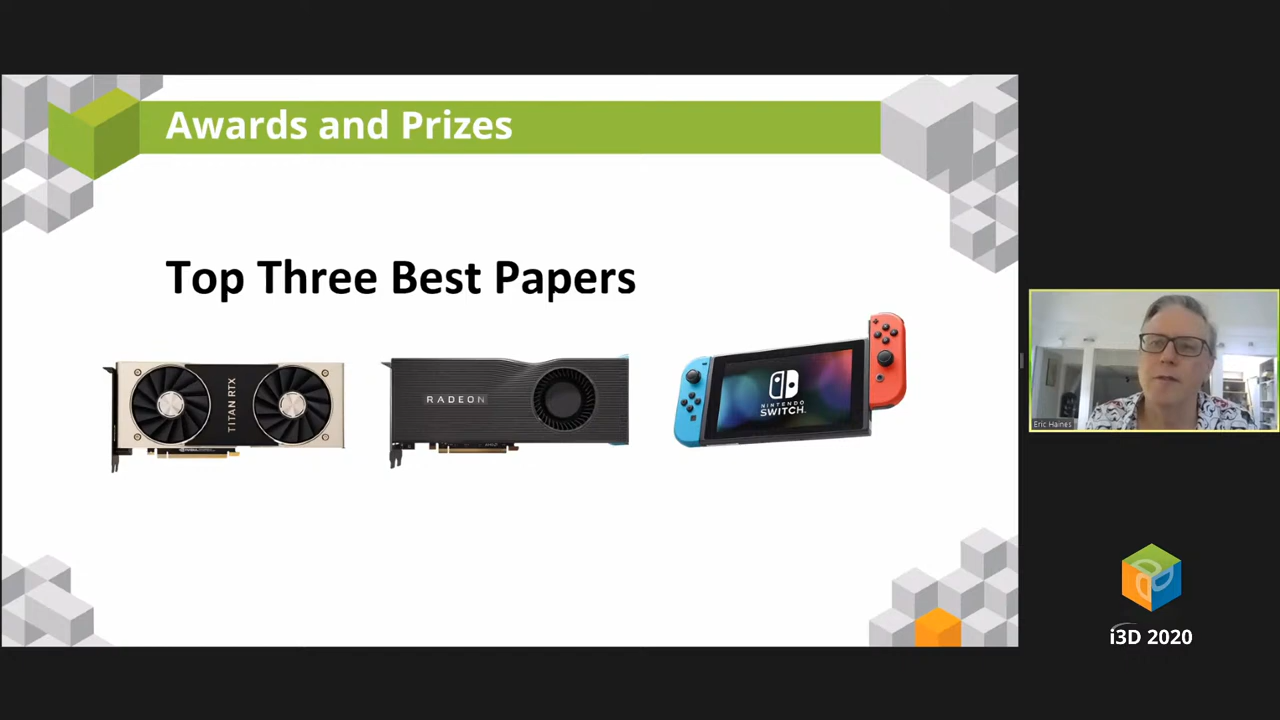 Awards and Prizes
Top Three Best Papers
TITAN RTX
RADEON
NINTENDO
SWITCH
Eric Haines
i3D 2020